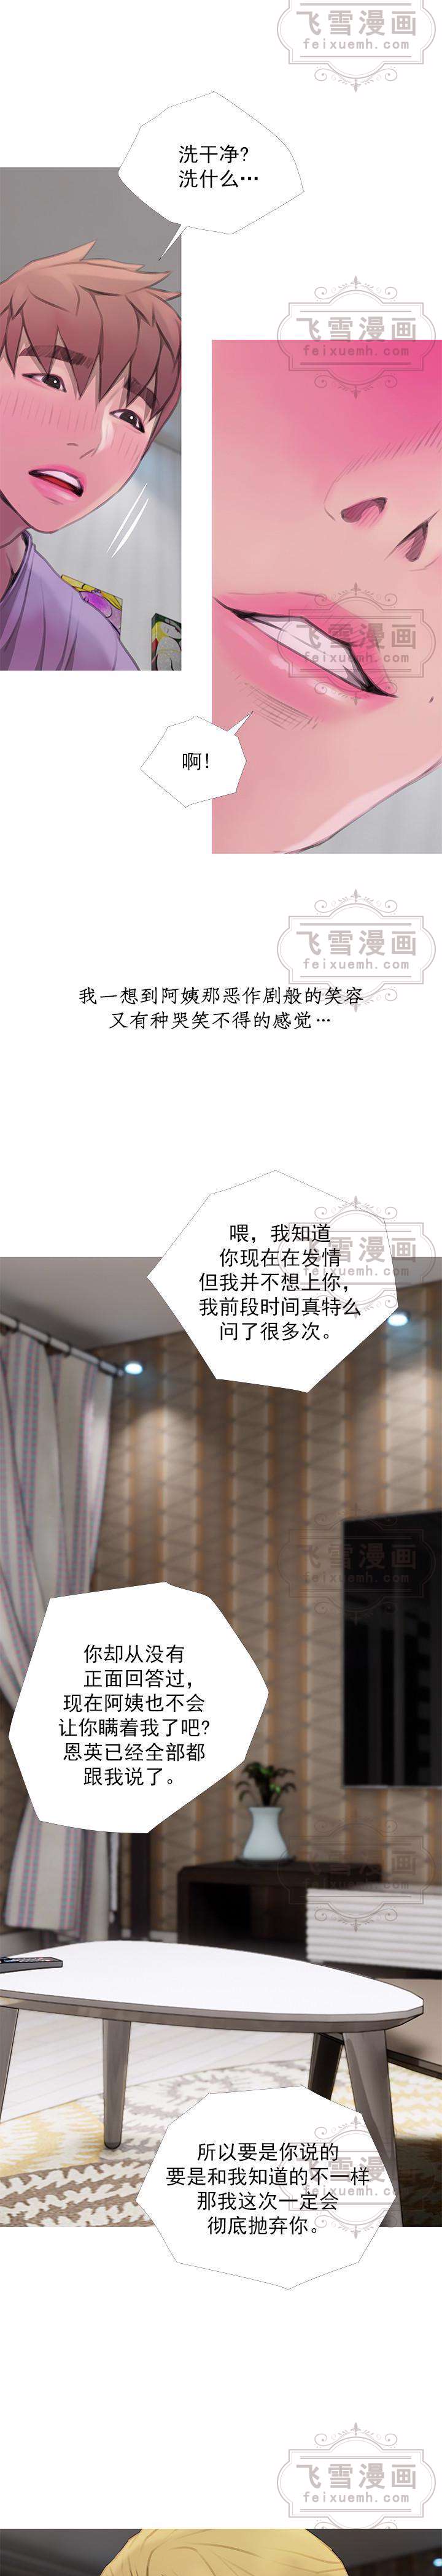 飞雪漫画
feixuemh.com
洗干净?
洗什么…
飞雪漫画
feixuemh.com
飞雪漫画
feixuemh.com
啊!
飞雪漫画
feixuemh.com
我一想到阿姨那恶作剧般的笑容
又有种哭笑不得的感觉…
飞雪漫画
feixuemh.com
喂，我知道
你现在在发情
但我并不想上你，
我前段时间真特么
问了很多次。
飞雪漫画
feixuemh.com
你却从没有
正面回答过，
现在阿姨也不会
让你瞒着我了吧?
恩英已经全部都
跟我说了。
飞雪漫画
feixuemh.com
所以要是你说的
要是和我知道的不一样
那我这次一定会
彻底抛弃你。
飞雪漫画
feixuemh.com
飞雪漫画
feixuemh.com